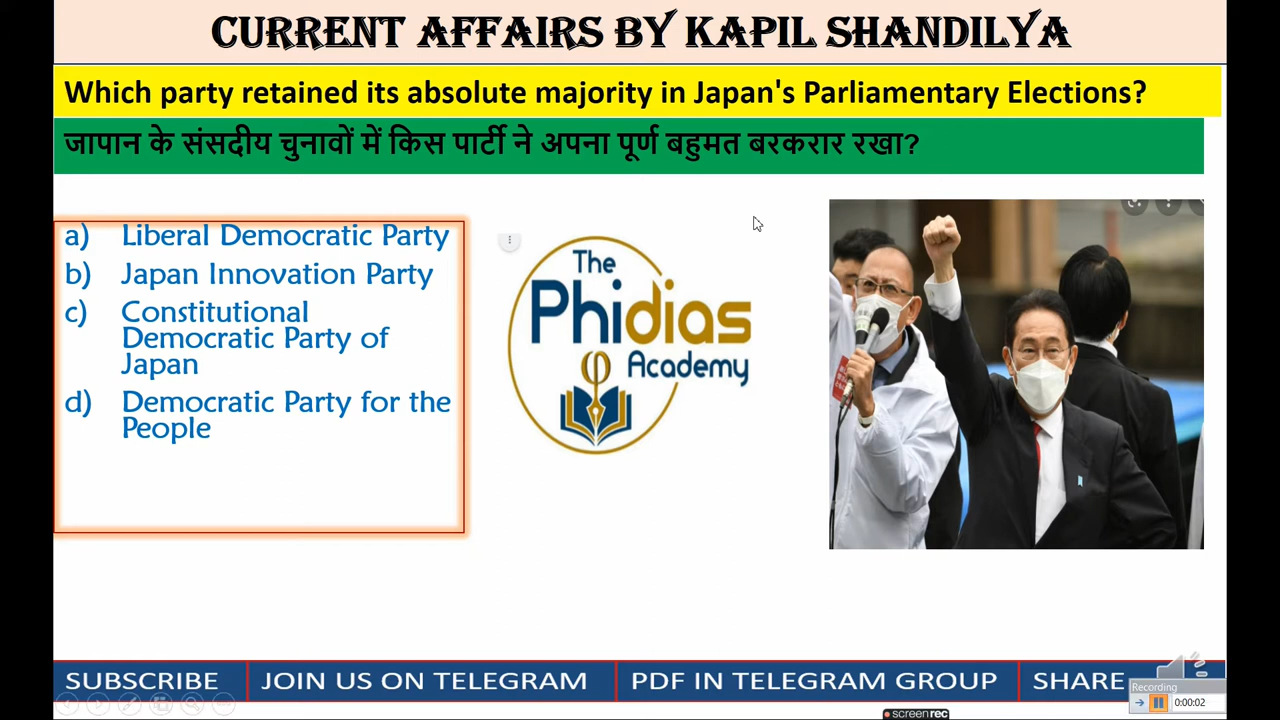 CURRENT AFFAIRS BY KAPIL SHANDILYA
Which party retained its absolute majority in Japan's Parliamentary Elections?
जापान के संसदीय चुनावों में किस पार्टी ने अपना पूर्ण बहुमत बरकरार रखा?
a) Liberal Democratic Party
b) Japan Innovation Party
c) Constitutional
Democratic Party of
Japan
d) Democratic Party for the
People
The
Phidias
Academy
SUBSCRIBE
JOIN US ON TELEGRAM
PDF IN TELEGRAM GROUP
SHARE
Recording
0:00:02
screenrec